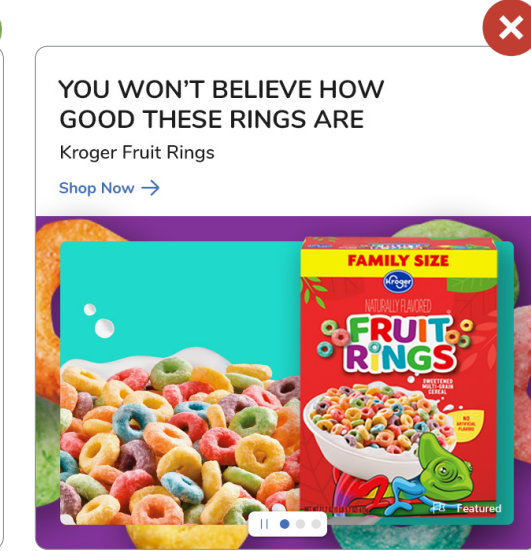 YOU WON’T BELIEVE HOW
GOOD THESE RINGS ARE
Kroger Fruit Rings
Shop Now
FAMILY SIZE
Kroger
NATURALLY FLAVORED
FRUIT
RINGS
SWEETENED
MULTI-GRAIN
CEREAL
NO
ARTIFICIAL
FLAVORS
Featured